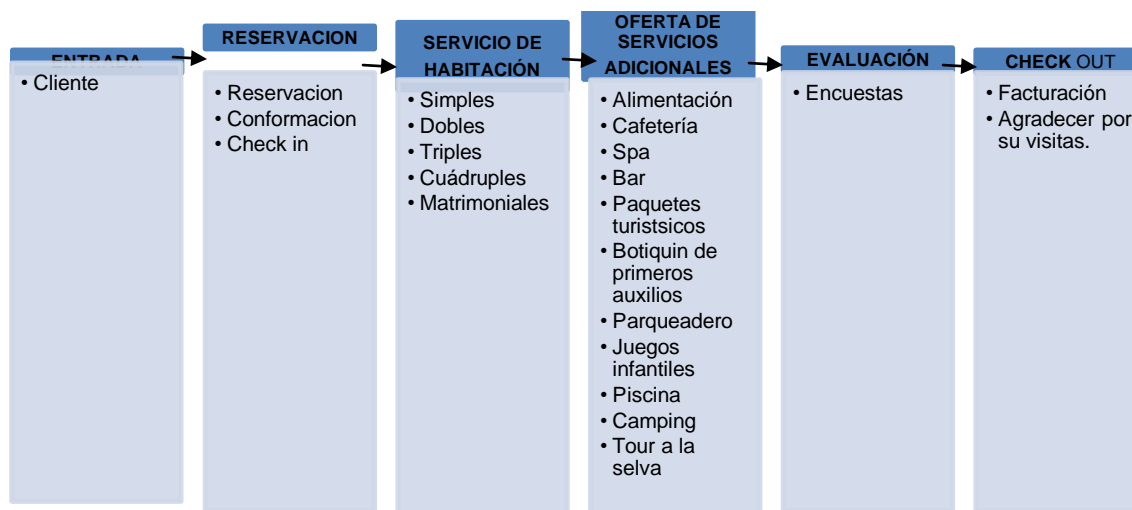 ENTRADA
• Cliente
RESERVACION
• Reservacion
• Conformacion
• Check in
SERVICIO DE
HABITACIÓN
• Simples
• Dobles
• Triples
• Cuádruples
• Matrimoniales
OFERTA DE
SERVICIOS
ADICIONALES
• Alimentación
• Cafetería
• Spa
• Bar
• Paquetes
turistsicos
• Botiquin de
primeros
auxilios
• Parqueadero
• Juegos
infantiles
• Piscina
• Camping
• Tour a la
selva
EVALUACIÓN
• Encuestas
CHECK OUT
• Facturación
• Agradecer por
su visitas.